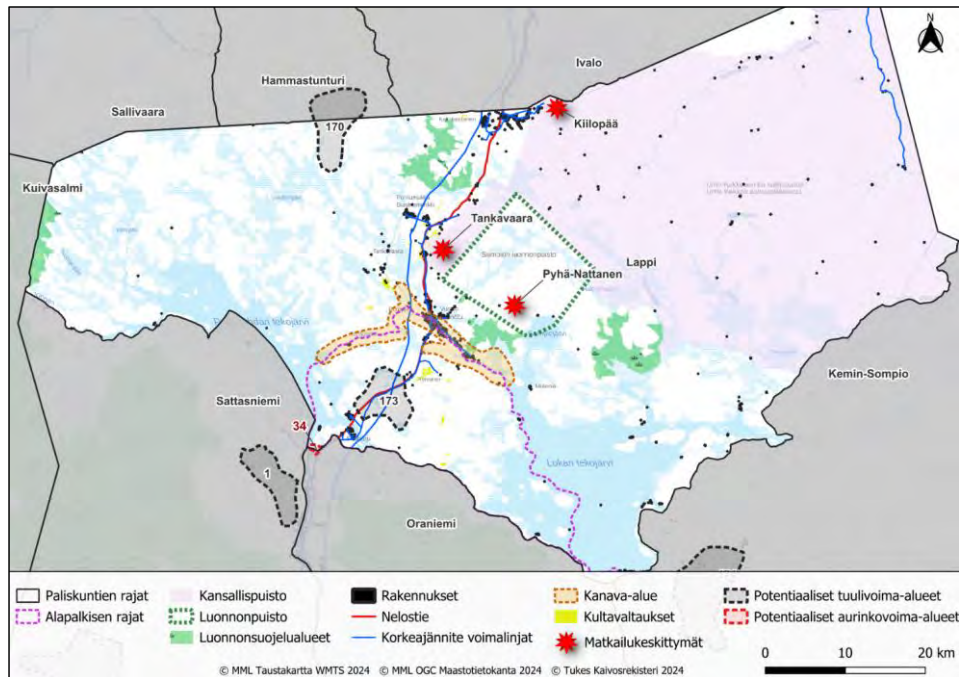 N
Ivalo
Hammastunturi
Sallivaara
170
Kiilopää
Kuivasalmi
Tankavaara
Lappi
Pyhä-Nattanen
Kemin-Sompio
Sattasniemi
173
34
1
Lokan tekojärvi
Oraniemi
Paliskuntien rajat
Alapalkisen rajat
Kansallispuisto
Luonnonpuisto
Luonnonsuojelualueet
Rakennukset
Nelostie
Korkeajännite voimalinjat
Kanava-alue
Kultavaltaukset
Matkailukeskittymät
Potentiaaliset tuulivoima-alueet
Potentiaaliset aurinkovoima-alueet
© MML Taustakartta WMTS 2024 © MML OGC Maastotietokanta 2024 © Tukes Kaivosrekisteri 2024
0 10 20 km